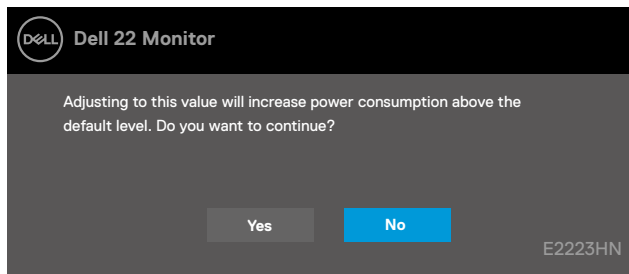 DELL Dell 22 Monitor
Adjusting to this value will increase power consumption above the
default level. Do you want to continue?
Yes No
E2223HN